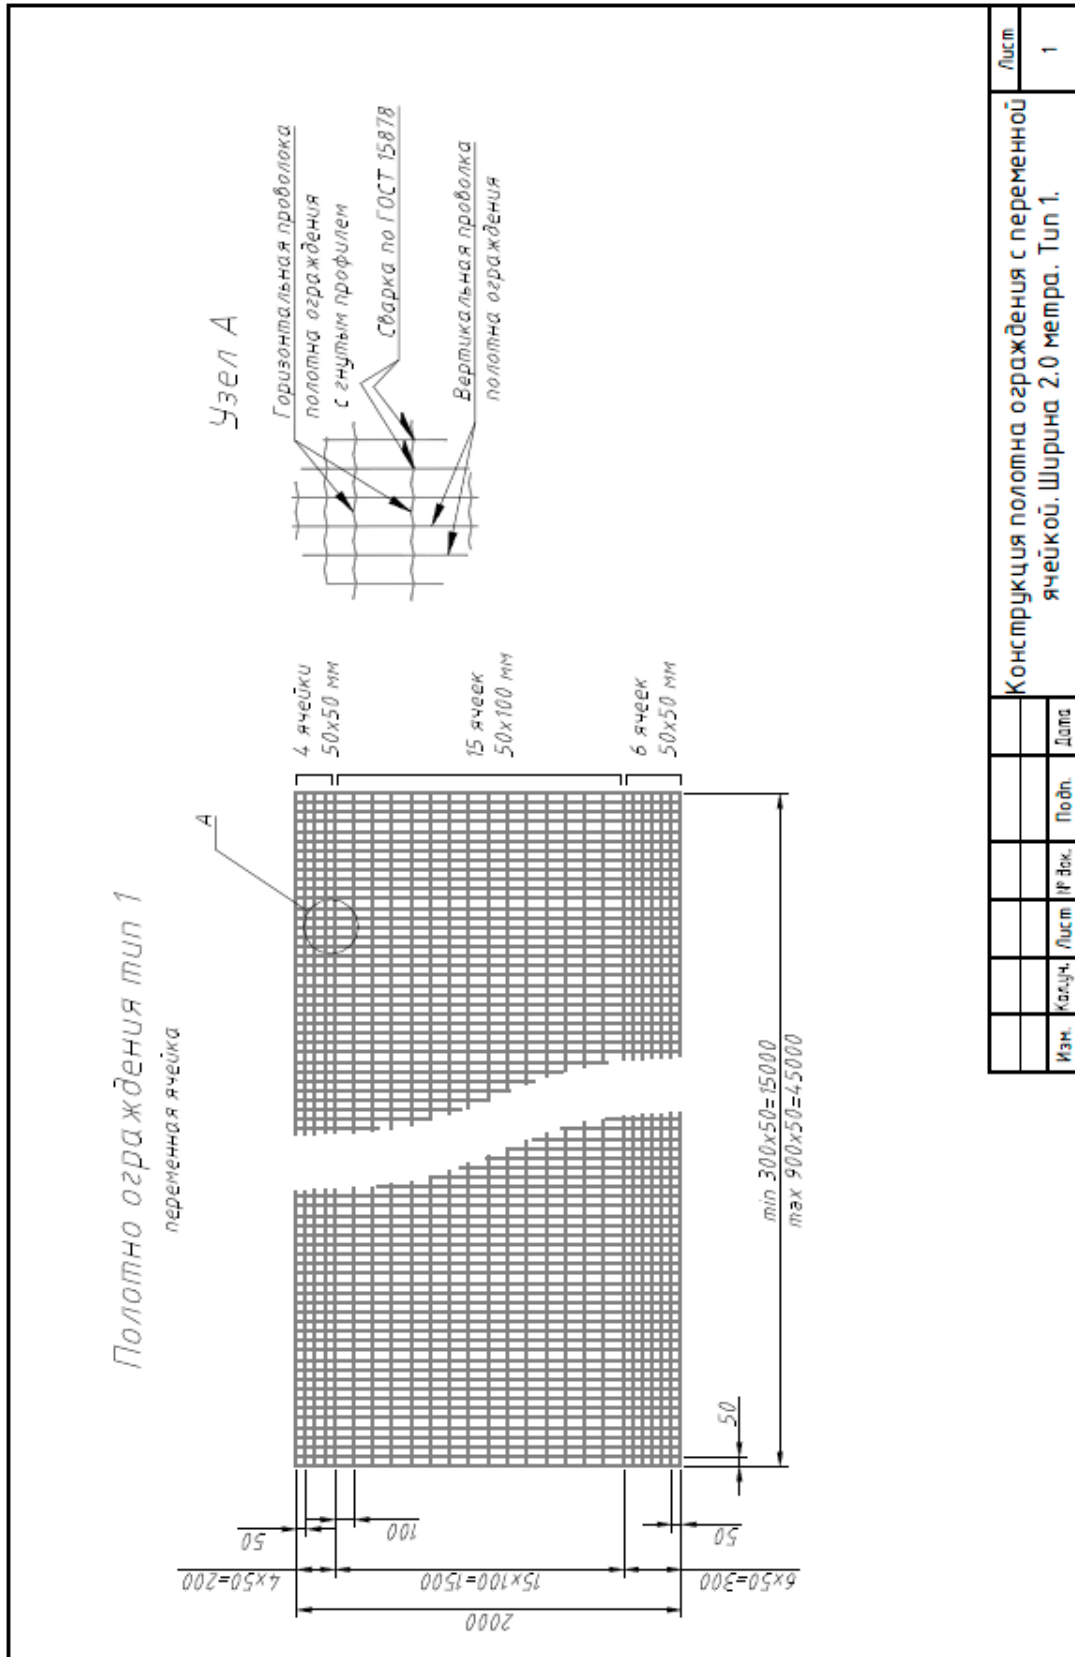 Полотно ограждения тип 1
переменная ячейка
А
4 ячейки
50х50 мм
15 ячеек
50х100 мм
6 ячеек
50х50 мм
50
100
50
4х50=200
15х100=1500
6х50=300
2000
50
min 300х50=15000
max 900х50=45000
Узел А
Горизонтальная проволока
полотна ограждения
с гнутым профилем
Сварка по ГОСТ 15878
Вертикальная проволка
полотна ограждения
Изм.
Кол.уч.
Лист
№ док.
Подп.
Дата
Конструкция полотна ограждения с переменной
ячейкой. Ширина 2.0 метра. Тип 1.
Лист
1